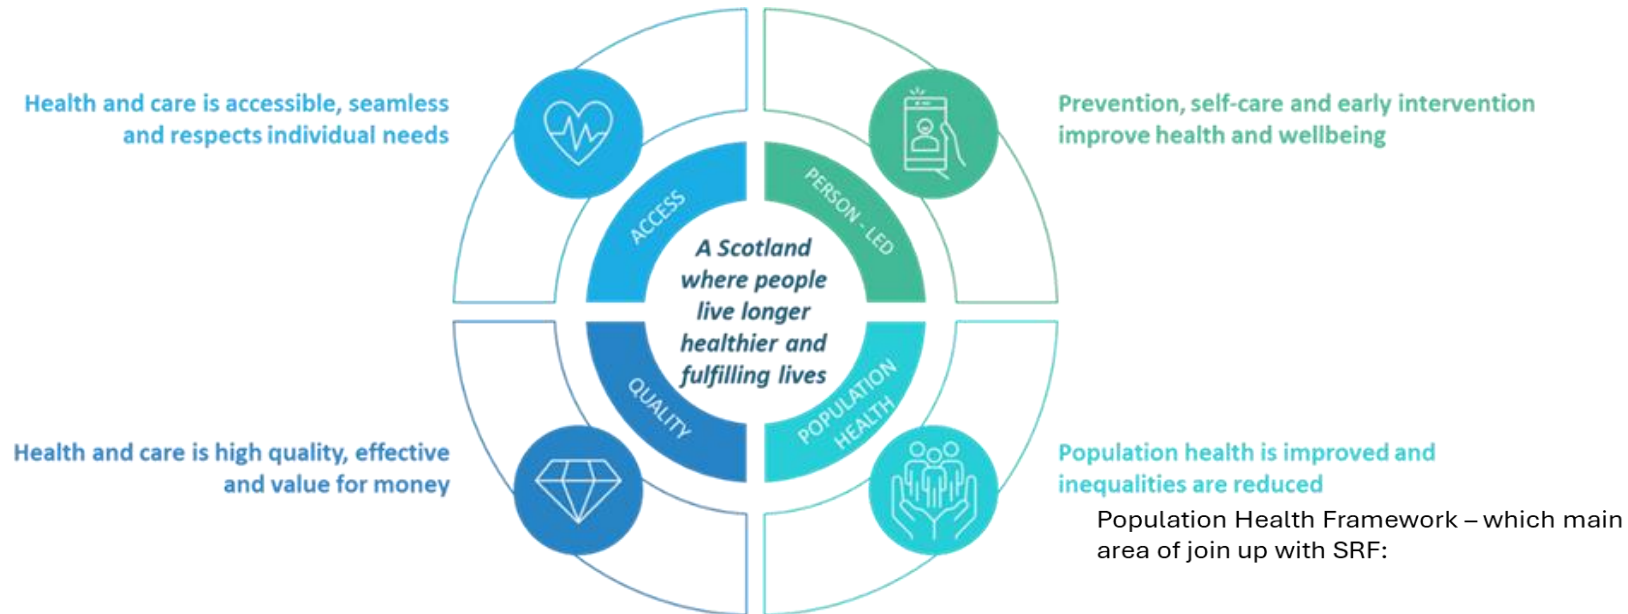 Health and care is accessible, seamless
and respects individual needs
Prevention, self-care and early intervention
improve health and wellbeing
ACCESS
PERSON - LED
A Scotland
where people
live longer
healthier and
fulfilling lives
QUALITY
POPULATION
HEALTH
Health and care is high quality, effective
and value for money
Population health is improved and
inequalities are reduced
Population Health Framework – which main
area of join up with SRF: